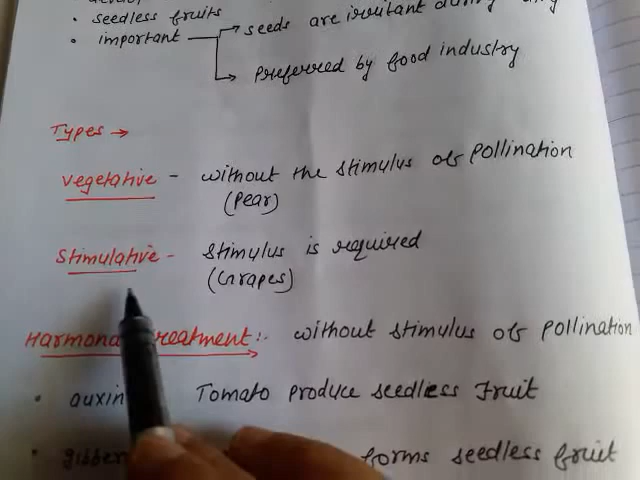 • seedless fruits
• important → seeds are irritant during
→ Preferred by food industry
Types →
Vegetative - without the stimulus of Pollination
(Pear)
Stimulative - Stimulus is required
(Grapes)
Treatment :- without stimulus of pollination
• auxin Tomato produce seedless Fruit
• forms seedless fruit